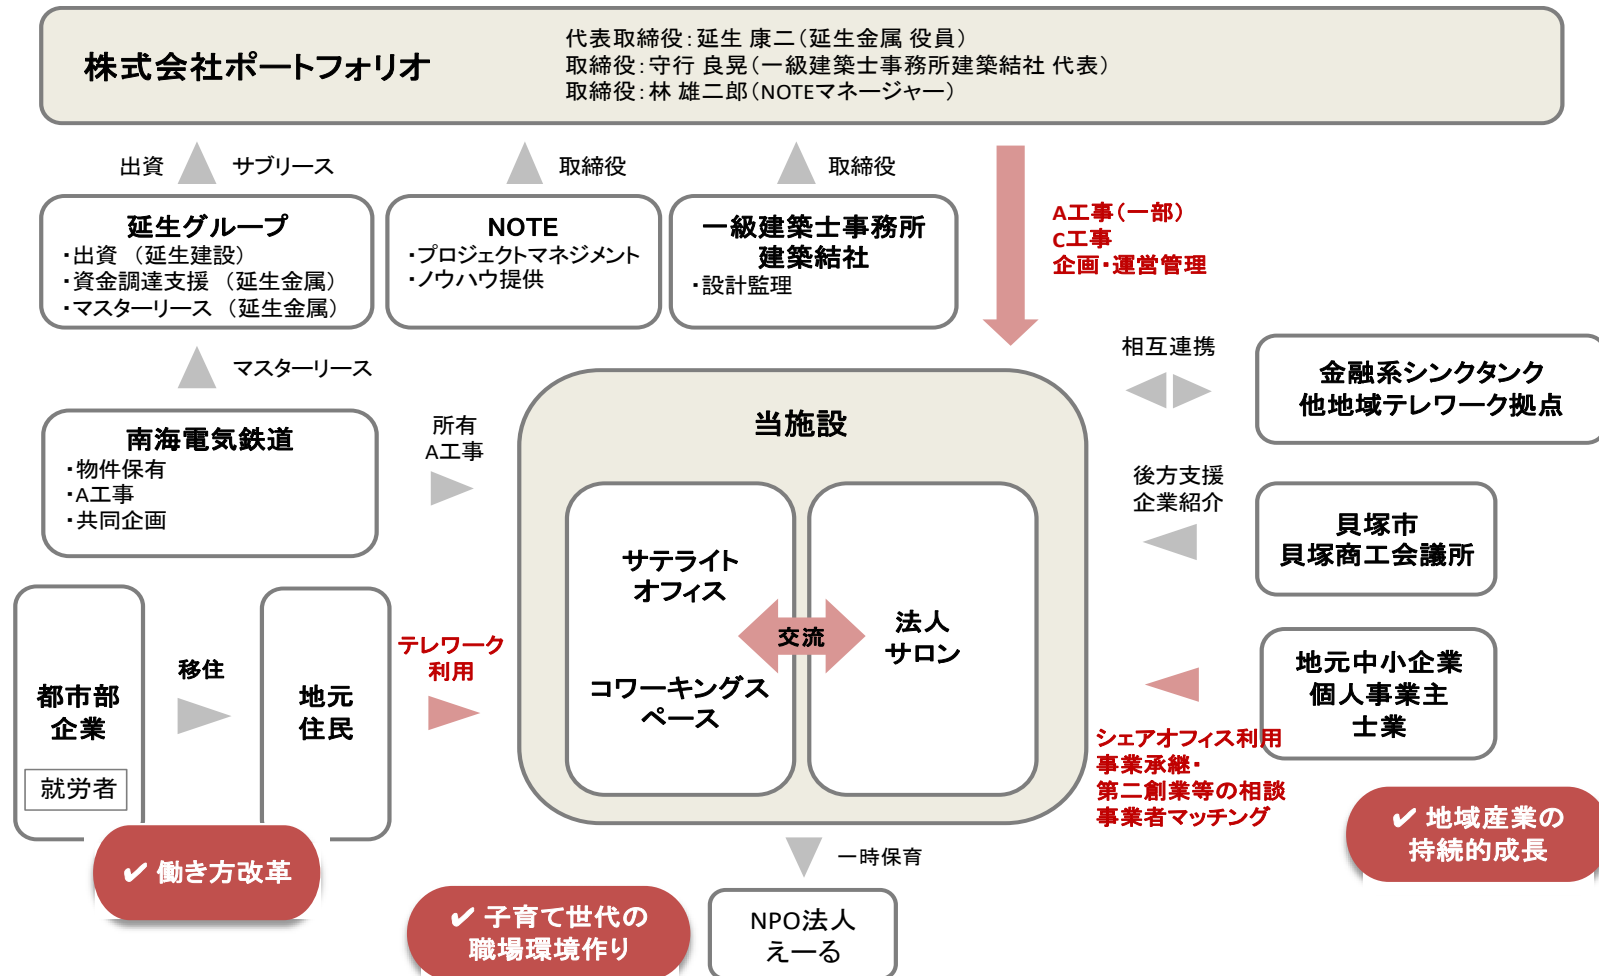 株式会社ポートフォリオ
代表取締役：延生 康二（延生金属 役員）
取締役：守行 良晃（一級建築士事務所建築結社 代表）
取締役：林 雄二郎（NOTEマネージャー）
出資
サブリース
取締役
取締役
延生グループ
・出資 （延生建設）
・資金調達支援 （延生金属）
・マスターリース （延生金属）
NOTE
・プロジェクトマネジメント
・ノウハウ提供
一級建築士事務所
建築結社
・設計監理
A工事（一部）
C工事
企画・運営管理
マスターリース
南海電気鉄道
・物件保有
・A工事
・共同企画
所有
A工事
当施設
サテライト
オフィス
コワーキングス
ペース
交流
法人
サロン
相互連携
金融系シンクタンク
他地域テレワーク拠点
後方支援
企業紹介
貝塚市
貝塚商工会議所
地元中小企業
個人事業主
士業
シェアオフィス利用
事業承継・
第二創業等の相談
事業者マッチング
都市部
企業
就労者
移住
地元
住民
テレワーク
利用
✔ 働き方改革
✔ 子育て世代の
職場環境作り
一時保育
NPO法人
えーる
✔ 地域産業の
持続的成長